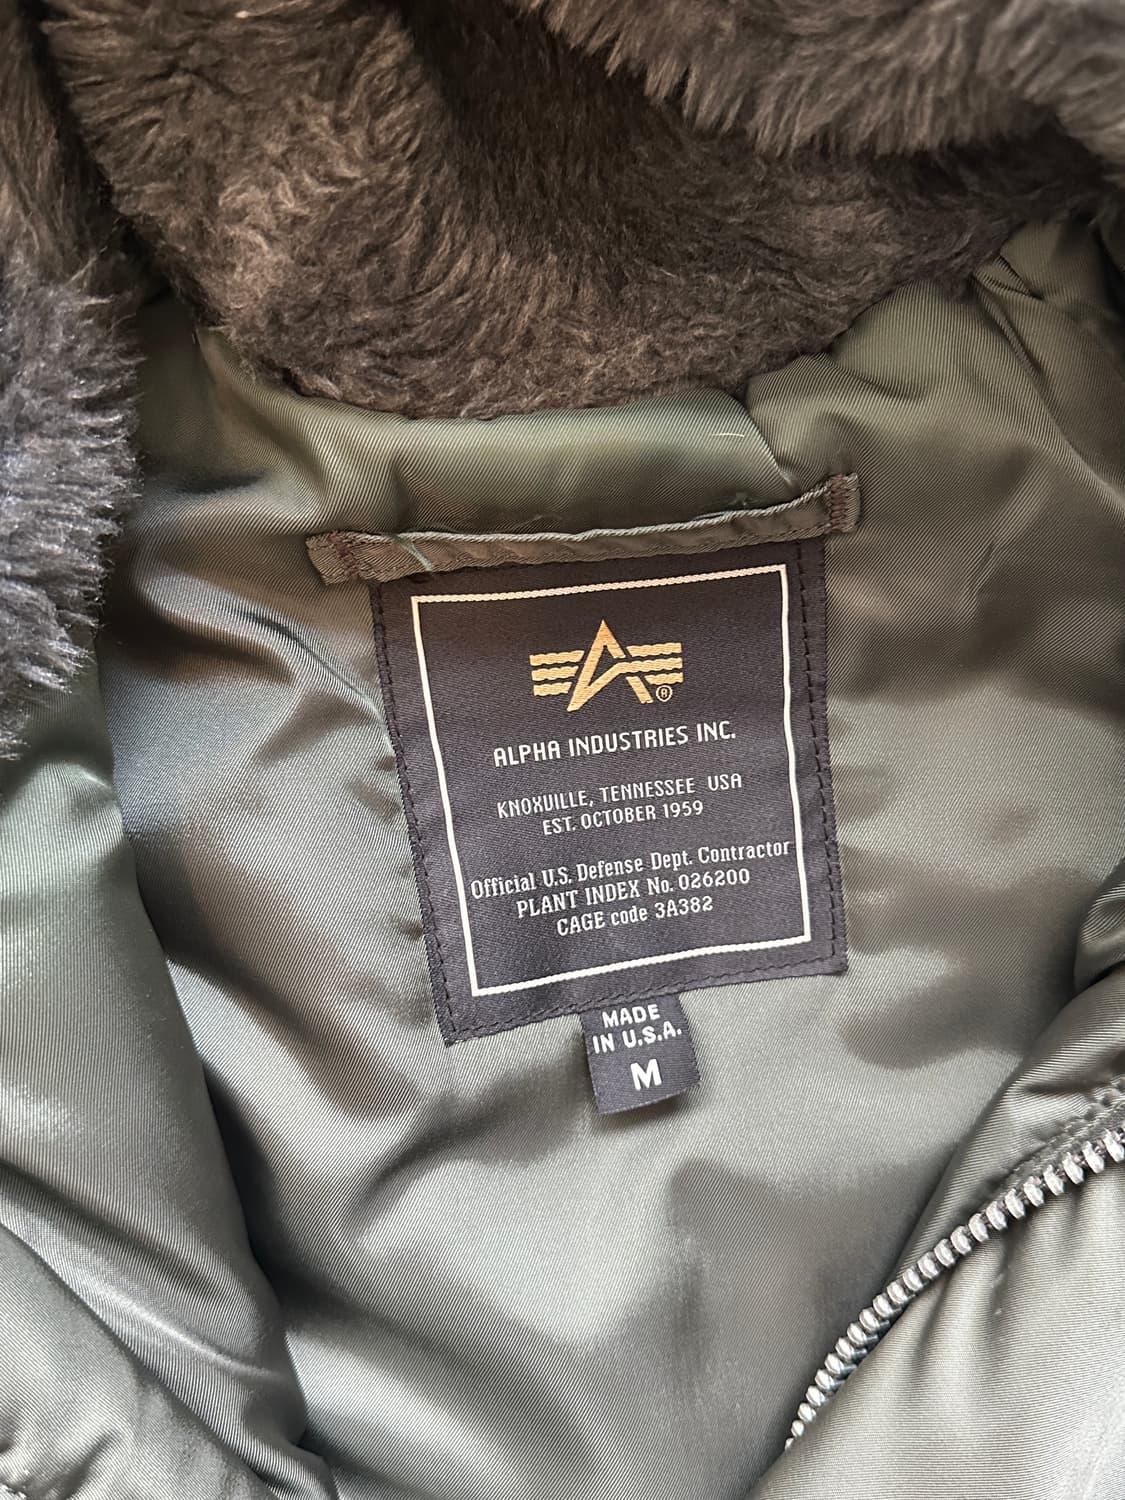 ®
ALPHA INDUSTRIES INC.
KNOXVILLE, TENNESSEE USA
EST. OCTOBER 1959
Official U.S. Defense Dept. Contractor
PLANT INDEX No. 026200
CAGE code 3A382
MADE
IN U.S.A.
M